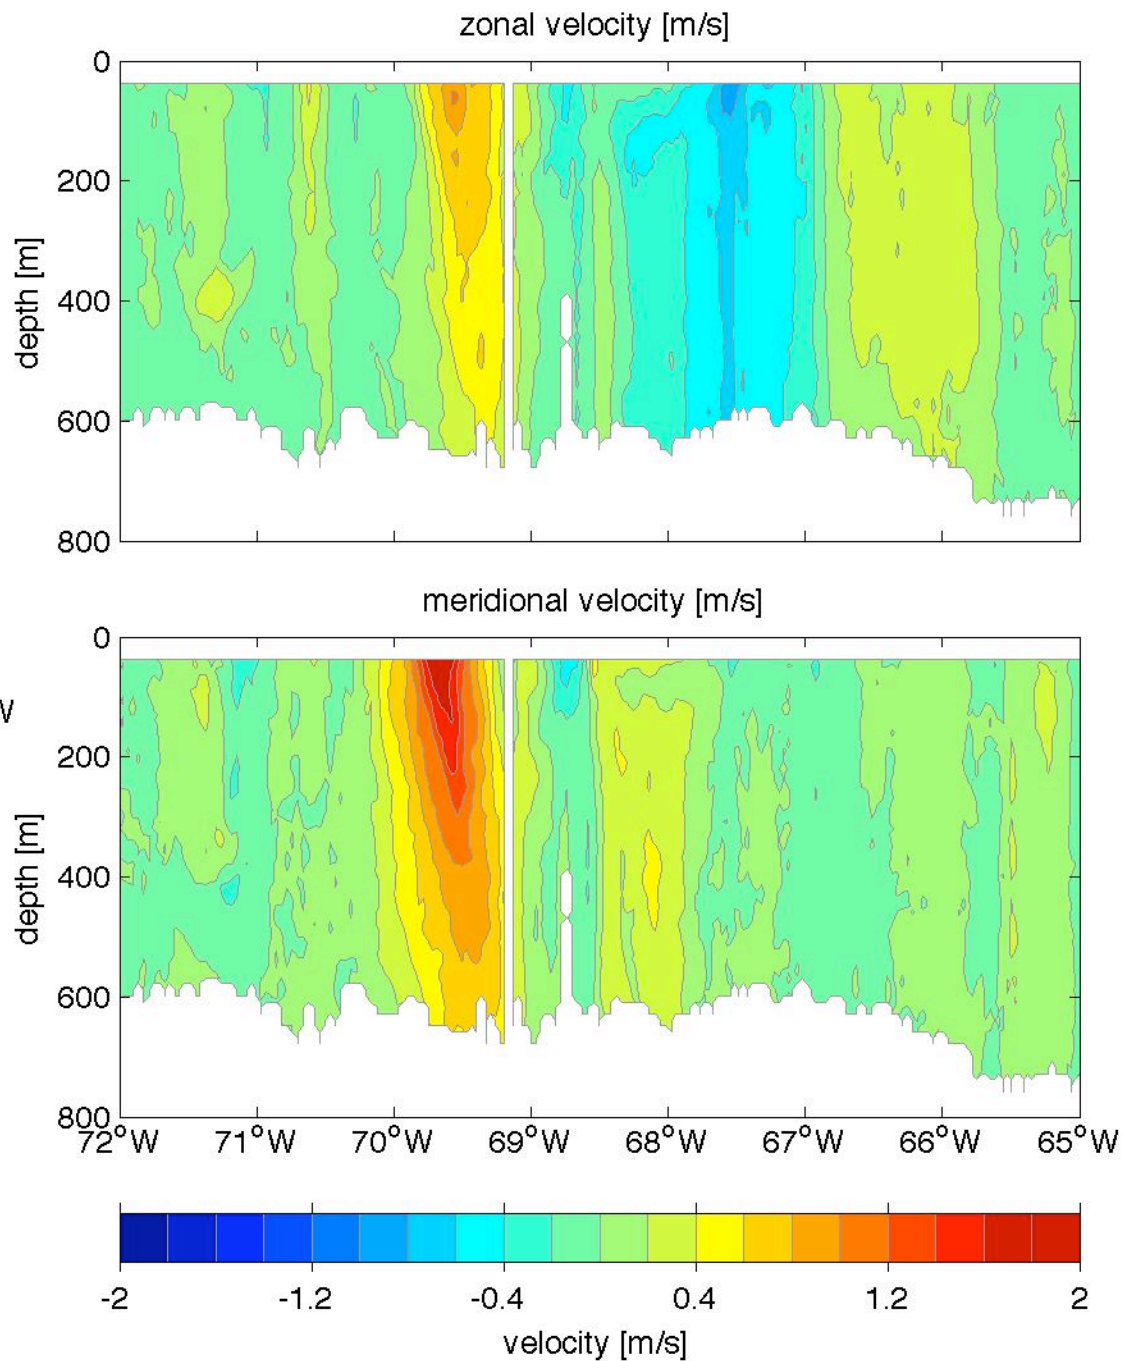 zonal velocity [m/s]
0
200
400
600
800
depth [m]
meridional velocity [m/s]
0
200
400
600
800
depth [m]
W
72°W 71°W 70°W 69°W 68°W 67°W 66°W 65°W
-2 -1.2 -0.4 0.4 1.2 2
velocity [m/s]